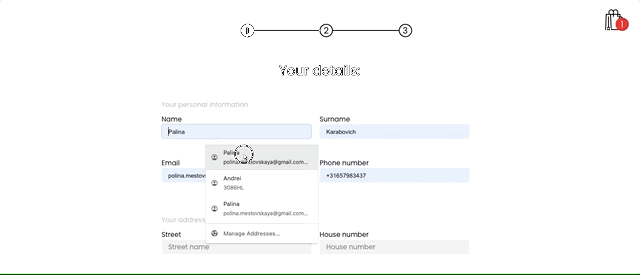 1
2
3
1
Your details:
Your personal information
Name
Surname
Palina
Karabovich
Email
Phone number
polina.mestovs
+31657983437
Palina
polina.mestovskaya@gmail.com...
Andrei
3086HL
Palina
polina.mestovskaya@gmail.com...
Manage Addresses...
Your address
Street
House number
Street name
House number